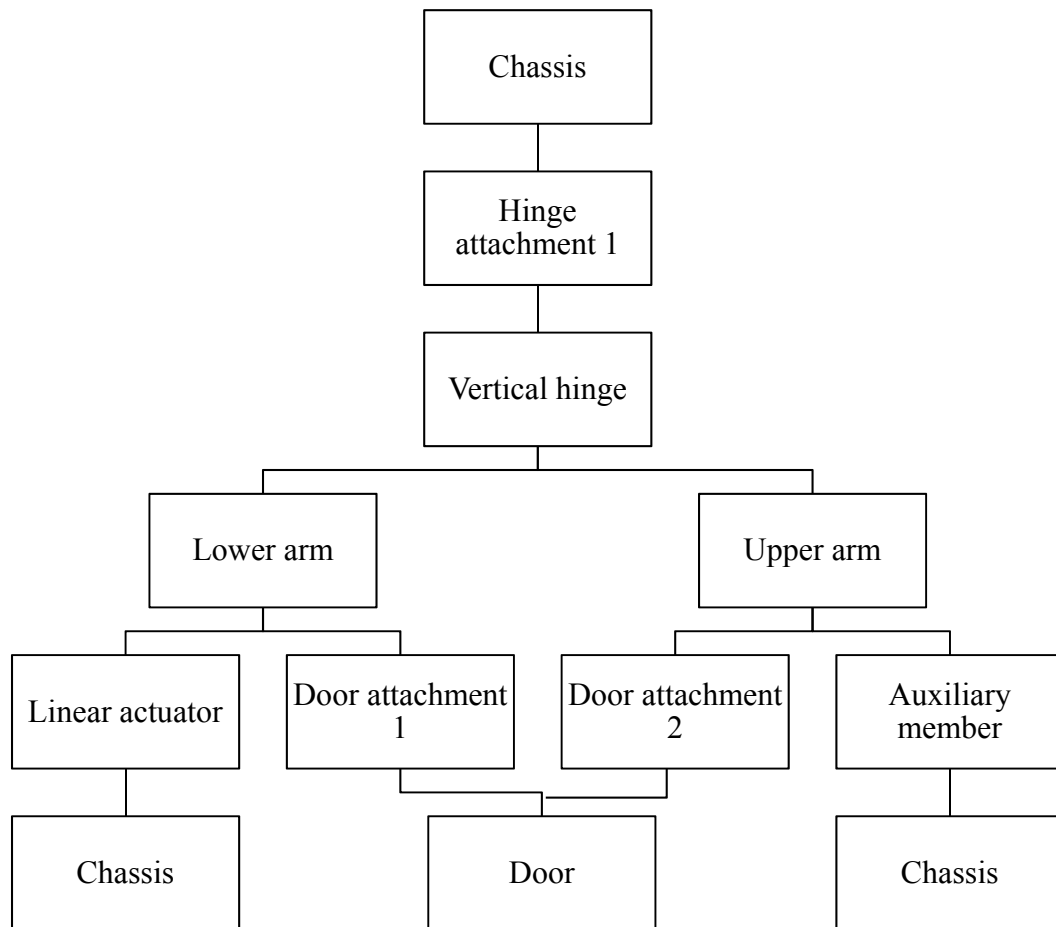 Chassis
Hinge
attachment 1
Vertical hinge
Lower arm
Upper arm
Linear actuator
Door attachment
1
Door attachment
2
Auxiliary
member
Chassis
Door
Chassis